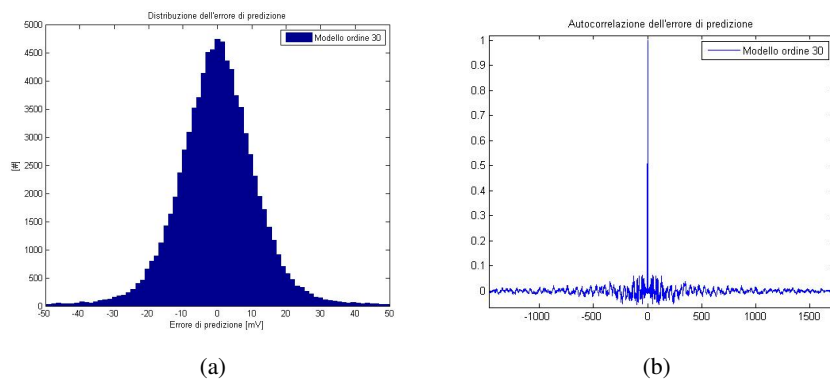 Distribuzione dell'errore di predizione
5000
4500
4000
3500
3000
2500
2000
1500
1000
500
0
[#]
Modello ordine 30
-50 -40 -30 -20 -10 0 10 20 30 40 50
Errore di predizione [mV]
(a)
Autocorrelazione dell'errore di predizione
1
0.9
0.8
0.7
0.6
0.5
0.4
0.3
0.2
0.1
0
Modello ordine 30
-1000 -500 0 500 1000 1500
(b)